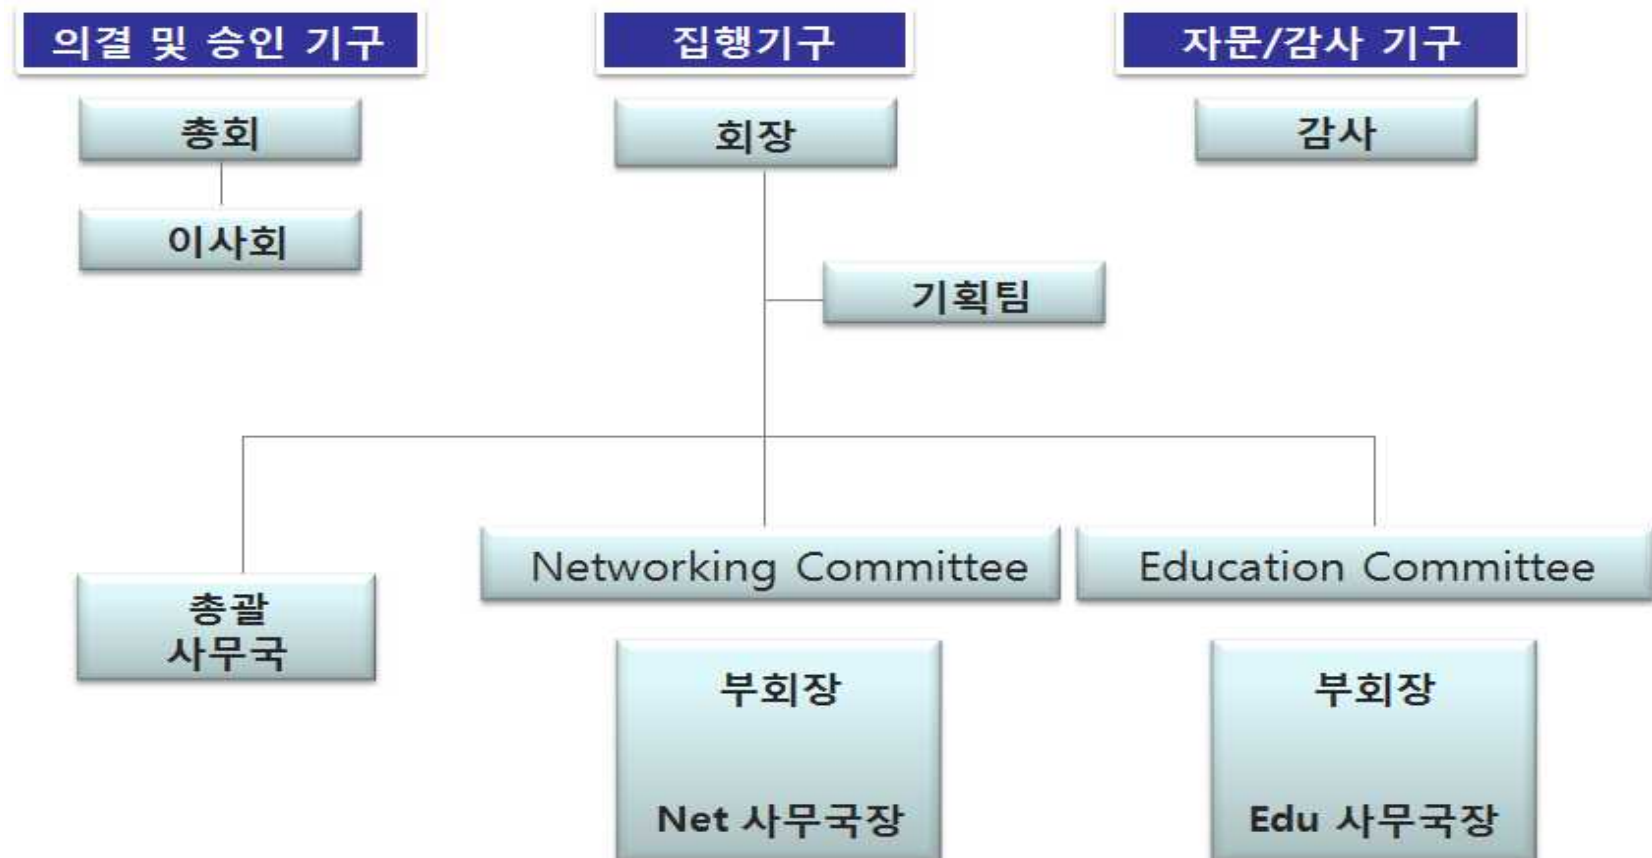 의결 및 승인 기구
집행기구
자문/감사 기구
총회
회장
감사
이사회
기획팀
Networking Committee
Education Committee
총괄
사무국
부회장
부회장
Net 사무국장
Edu 사무국장